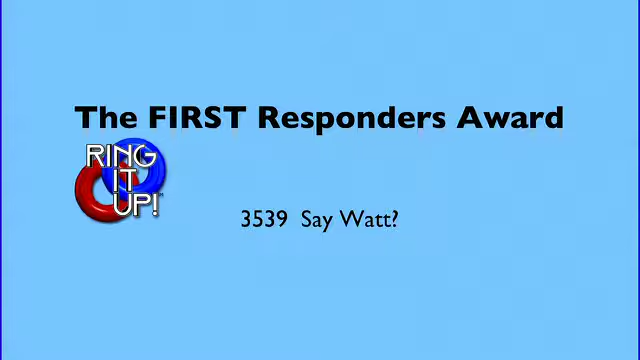 The FIRST Responders Award
RING
IT
UP!
3539 Say Watt?